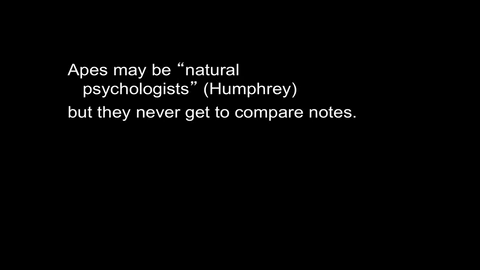 Apes may be “natural
psychologists” (Humphrey)
but they never get to compare notes.